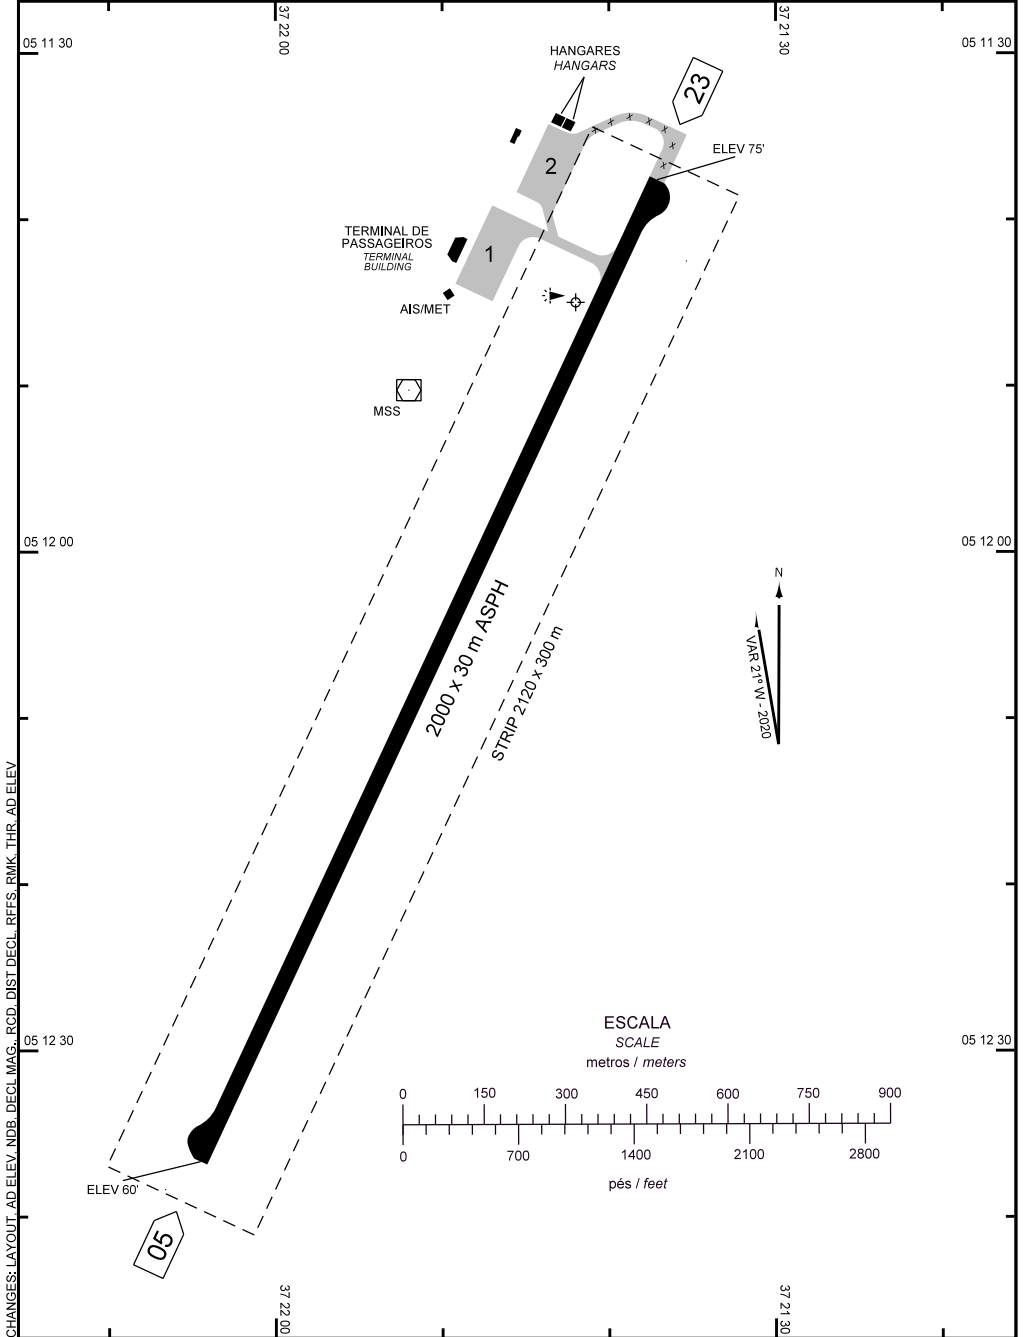 37 22 00
37 21 30
05 11 30
05 11 30
HANGARES
HANGARS
23
ELEV 75'
2
TERMINAL DE
PASSAGEIROS
TERMINAL
BUILDING
1
AIS/MET
MSS
05 12 00
05 12 00
N
VAR 21º W - 2020
2000 x 30 m ASPH
STRIP 2120 x 300 m
CHANGES: LAYOUT, AD ELEV, NDB, DECL MAG,. RCD, DIST DECL, RFFS, RMK, THR, AD ELEV
ESCALA
SCALE
metros / meters
05 12 30
05 12 30
0 150 300 450 600 750 900
0 700 1400 2100 2800
pés / feet
ELEV 60'
05
37 22 00
37 21 30